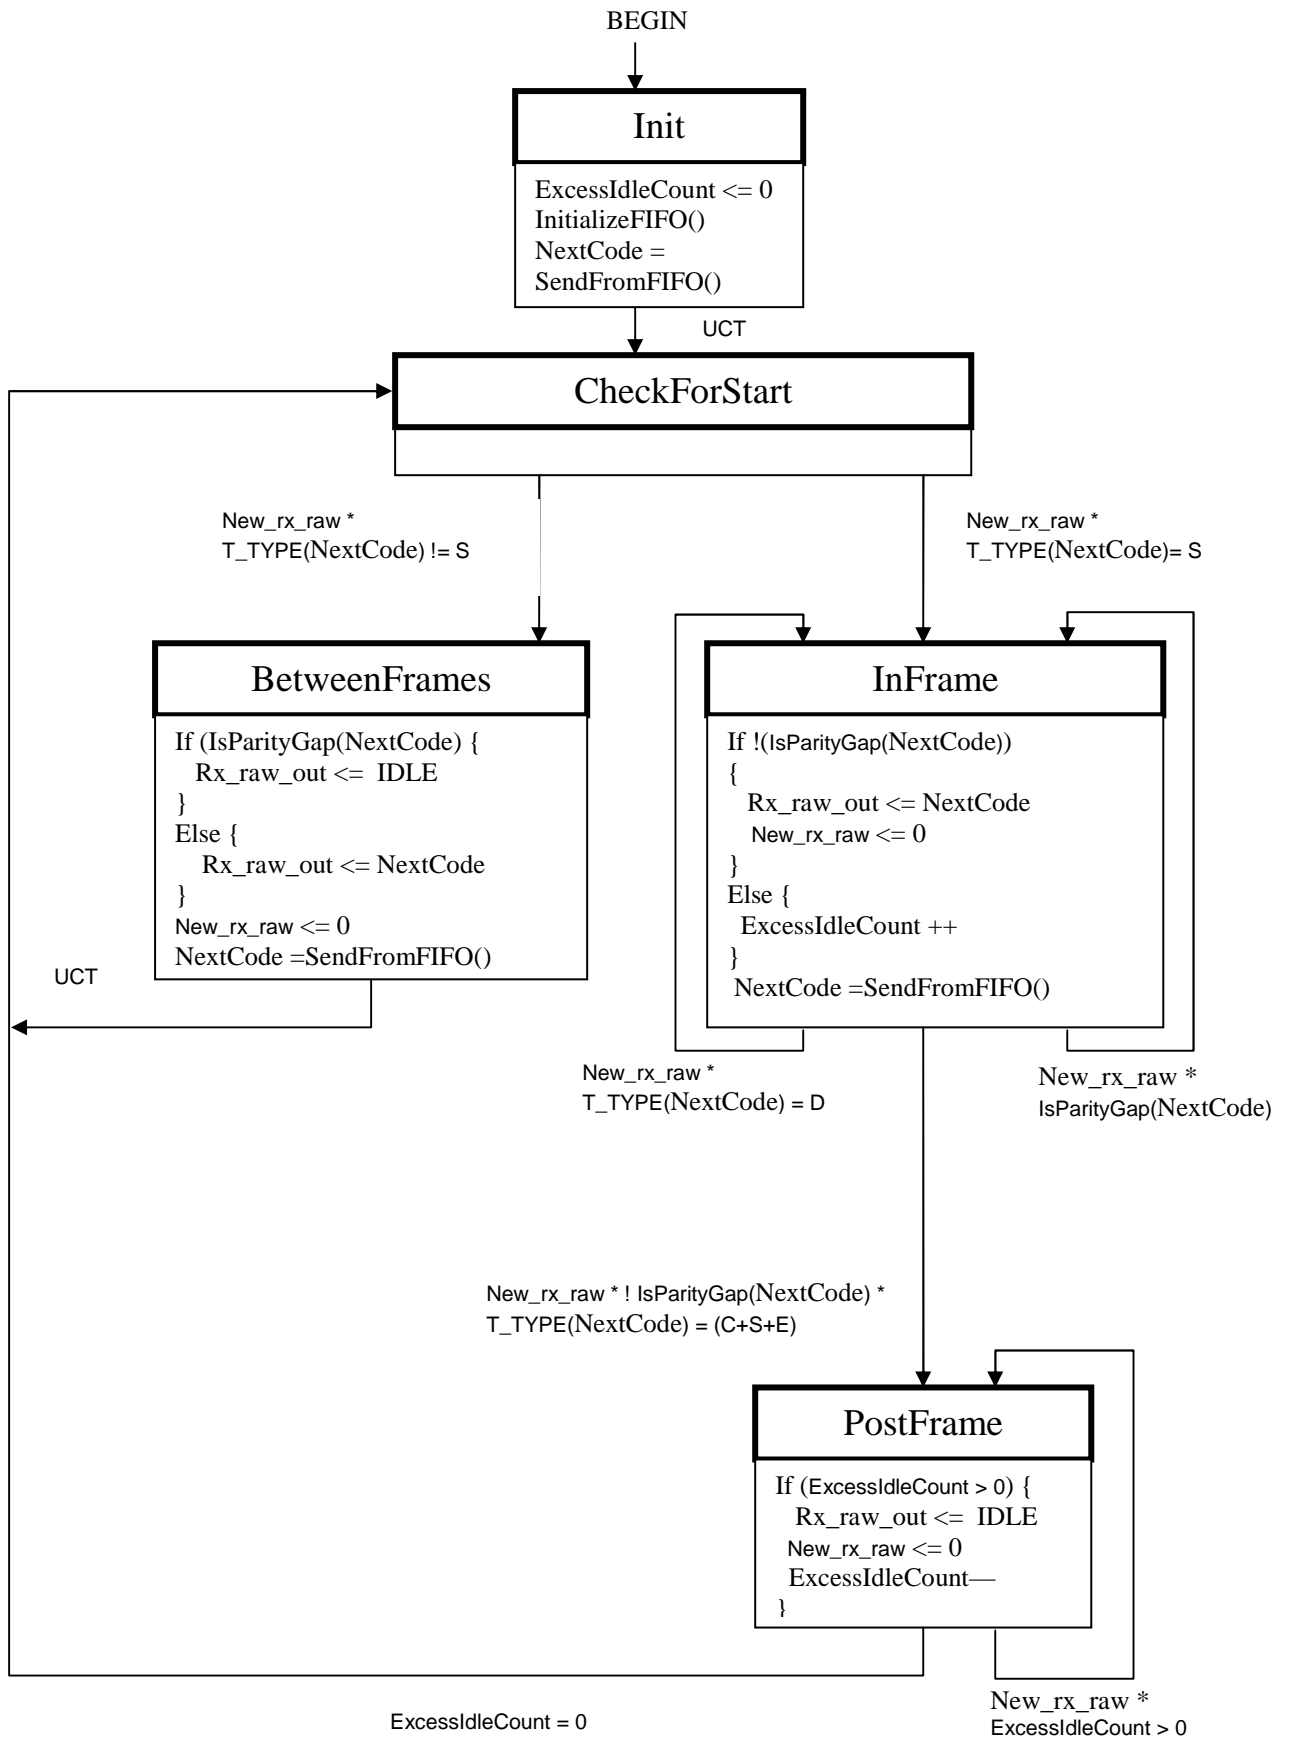 BEGIN
Init
ExcessIdleCount <= 0
InitializeFIFO()
NextCode =
SendFromFIFO()
UCT
CheckForStart
New_rx_raw *
T_TYPE(NextCode) != S
New_rx_raw *
T_TYPE(NextCode)= S
BetweenFrames
If (IsParityGap(NextCode) {
Rx_raw_out <= IDLE
}
Else {
Rx_raw_out <= NextCode
}
New_rx_raw <= 0
NextCode =SendFromFIFO()
UCT
InFrame
If !(IsParityGap(NextCode))
{
Rx_raw_out <= NextCode
New_rx_raw <= 0
}
Else {
ExcessIdleCount ++
}
NextCode =SendFromFIFO()
New_rx_raw *
T_TYPE(NextCode) = D
New_rx_raw *
IsParityGap(NextCode)
New_rx_raw * ! IsParityGap(NextCode) *
T_TYPE(NextCode) = (C+S+E)
PostFrame
If (ExcessIdleCount > 0) {
Rx_raw_out <= IDLE
New_rx_raw <= 0
ExcessIdleCount—
}
ExcessIdleCount = 0
New_rx_raw *
ExcessIdleCount > 0